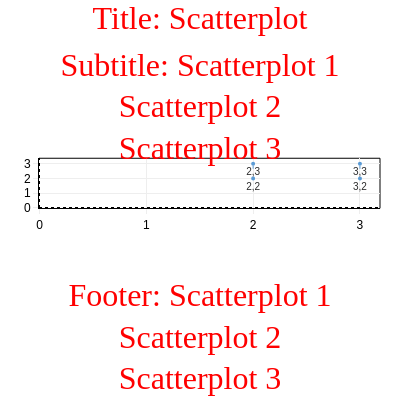 Title: Scatterplot
Subtitle: Scatterplot 1
Scatterplot 2
Scatterplot 3
3
2,3 3,3
2
2,2 3,2
1
0
0 1 2 3
Footer: Scatterplot 1
Scatterplot 2
Scatterplot 3